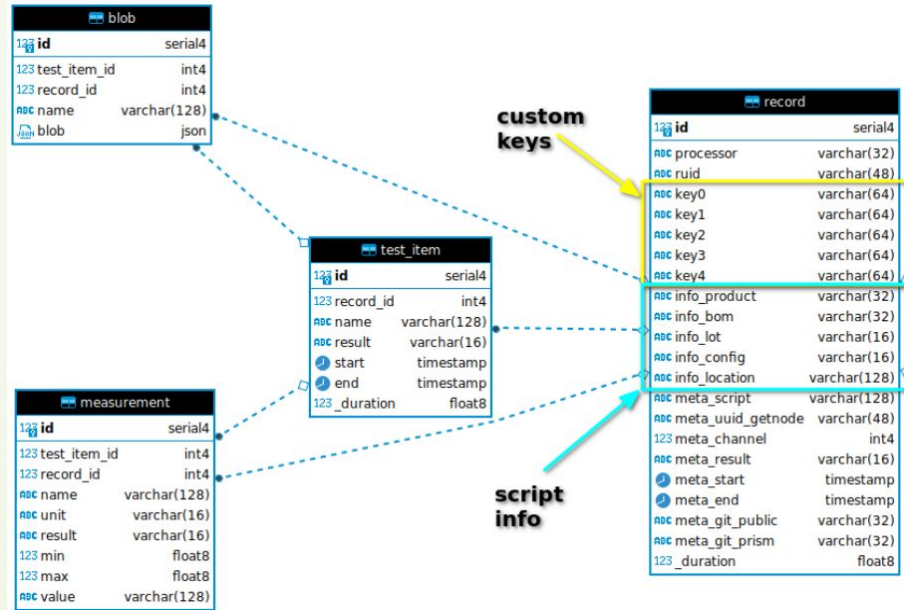 blob
id serial4
test_item_id int4
record_id int4
name varchar(128)
blob json
custom
keys
record
id serial4
processor varchar(32)
ruid varchar(48)
key0 varchar(64)
key1 varchar(64)
key2 varchar(64)
key3 varchar(64)
key4 varchar(64)
info_product varchar(32)
info_bom varchar(32)
info_lot varchar(16)
info_config varchar(16)
info_location varchar(128)
meta_script varchar(128)
meta_uuid_getnode varchar(48)
meta_channel int4
meta_result varchar(16)
meta_start timestamp
meta_end timestamp
meta_git_public varchar(32)
meta_git_prism varchar(32)
_duration float8
test_item
id serial4
record_id int4
name varchar(128)
result varchar(16)
start timestamp
end timestamp
_duration float8
measurement
id serial4
test_item_id int4
record_id int4
name varchar(128)
unit varchar(16)
result varchar(16)
min float8
max float8
value varchar(128)
script
info